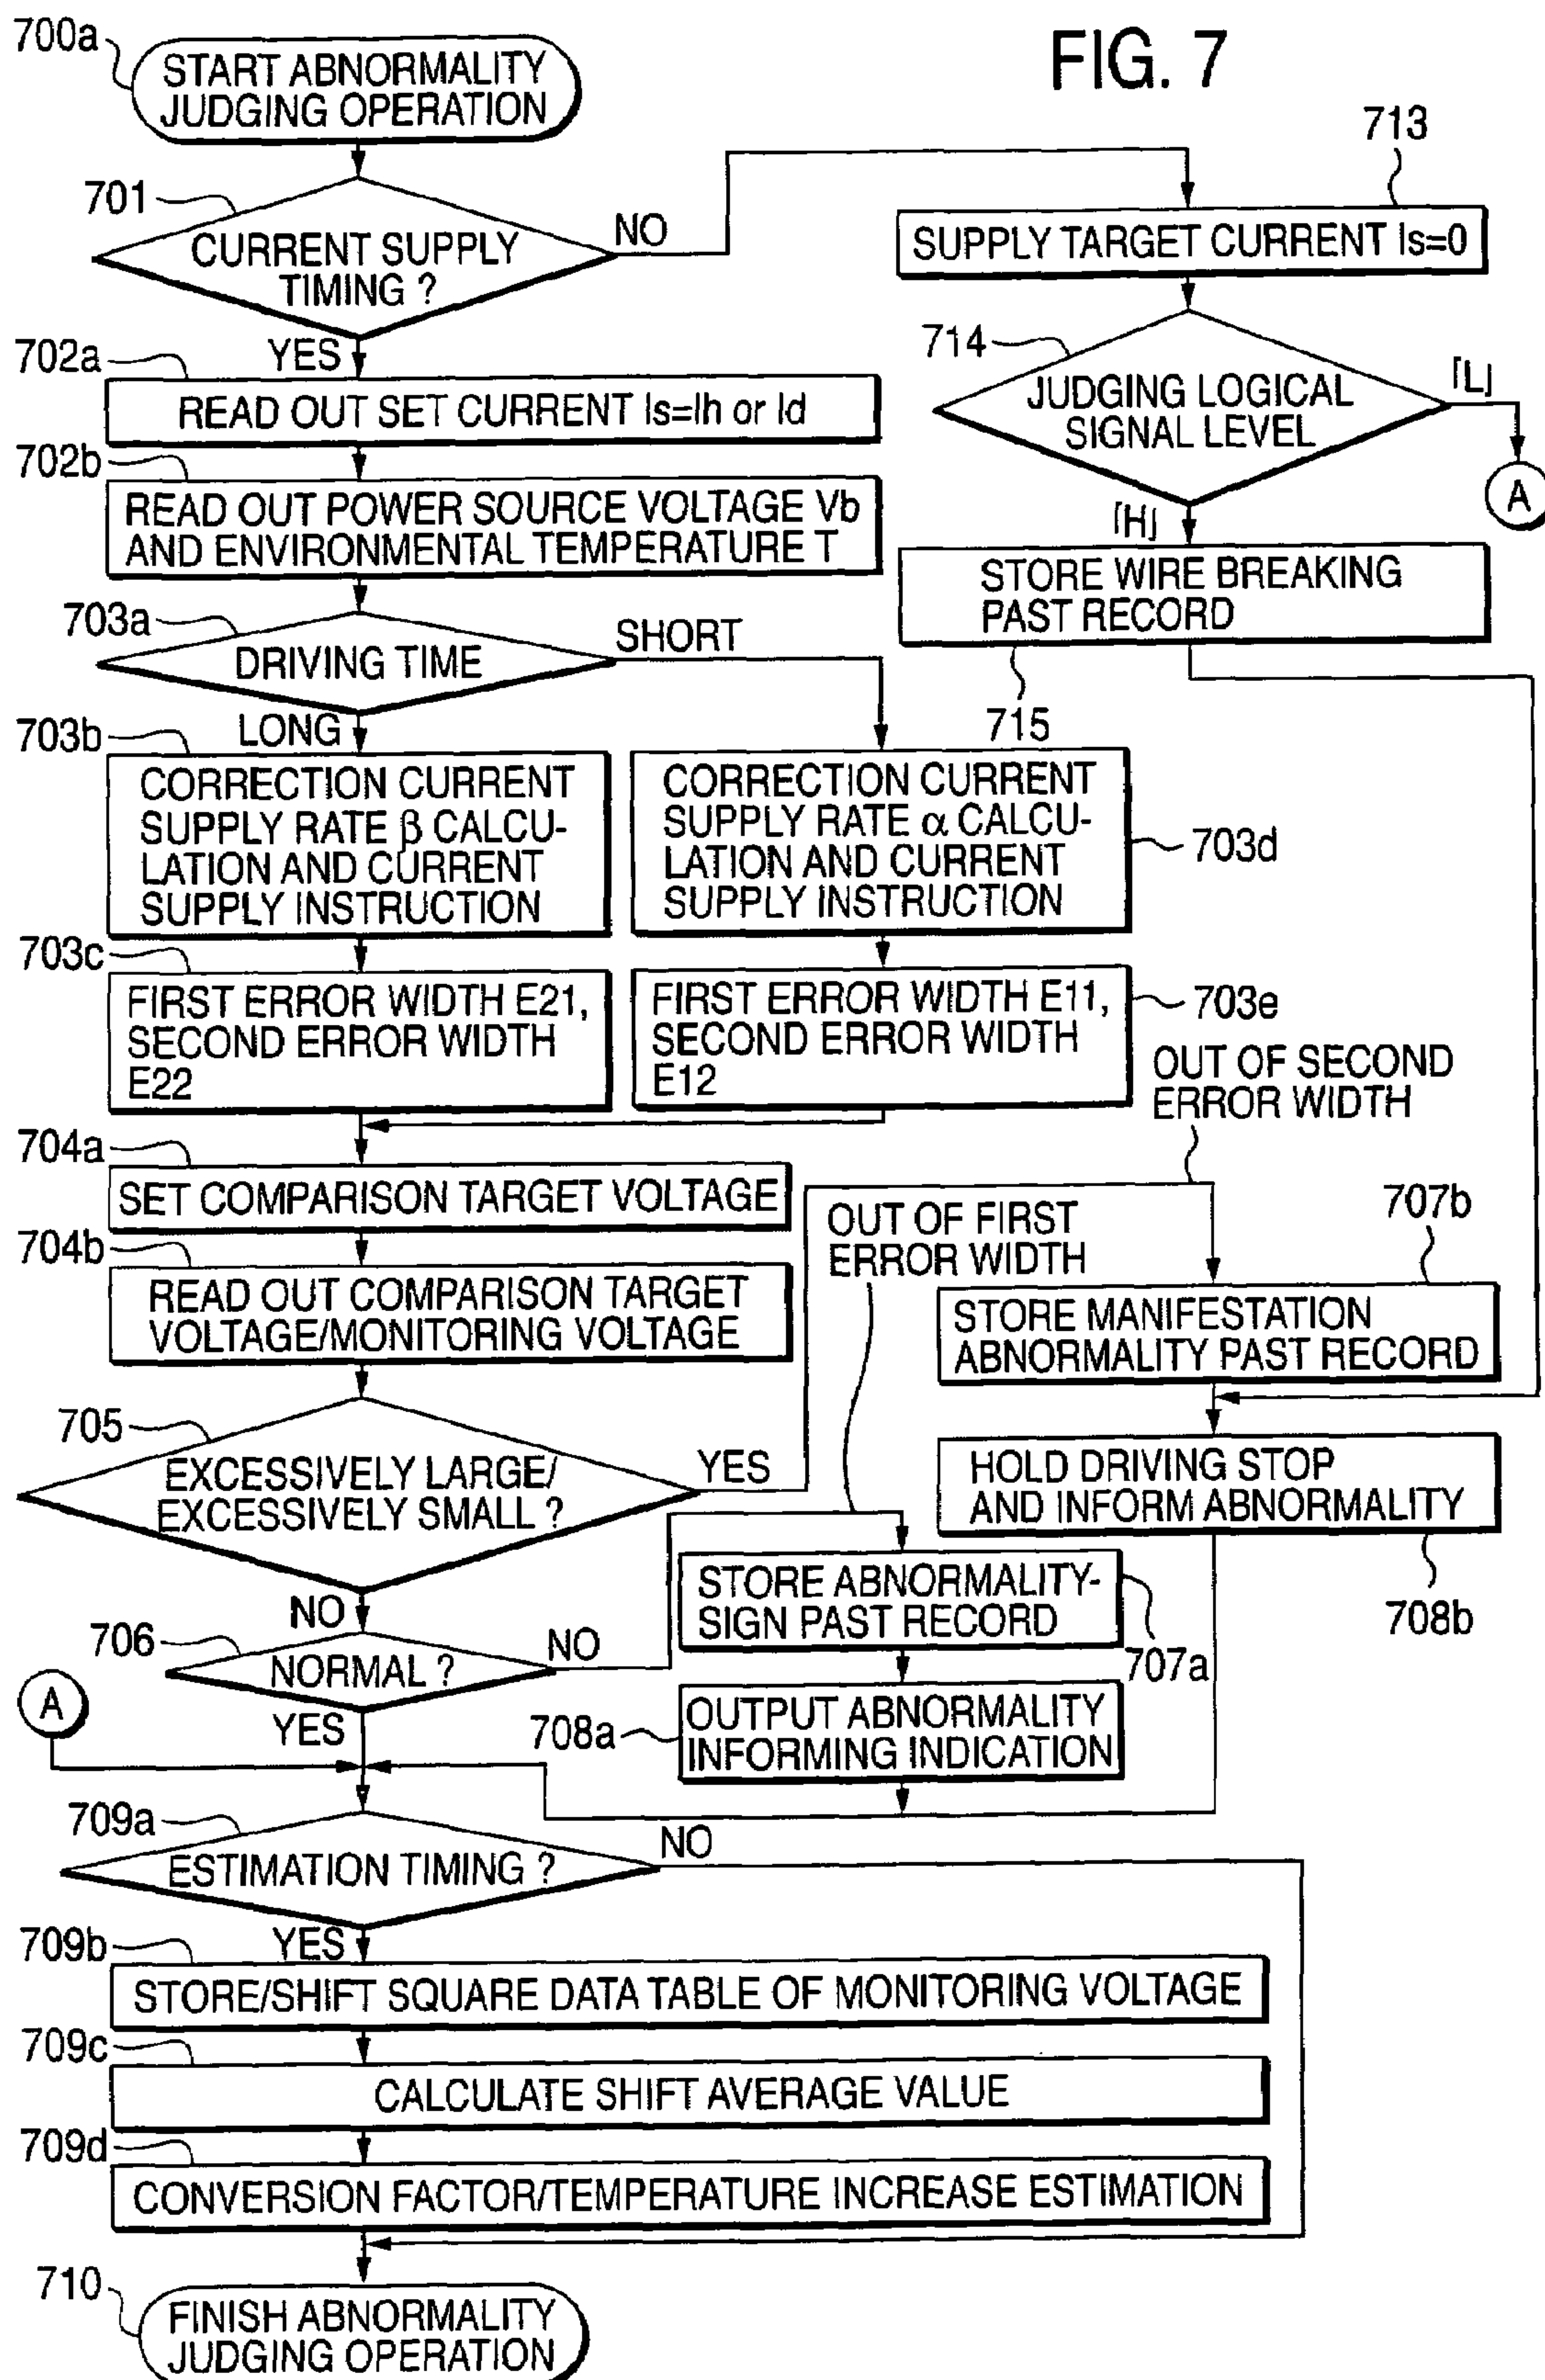 FIG. 7
700a
START ABNORMALITY
JUDGING OPERATION
701
CURRENT SUPPLY
TIMING ?
NO
YES
713
SUPPLY TARGET CURRENT Is=0
714
JUDGING LOGICAL
SIGNAL LEVEL
「L」
A
「H」
STORE WIRE BREAKING
PAST RECORD
715
702a
READ OUT SET CURRENT Is=Ih or Id
702b
READ OUT POWER SOURCE VOLTAGE Vb
AND ENVIRONMENTAL TEMPERATURE T
703a
DRIVING TIME
SHORT
LONG
703b
CORRECTION CURRENT
SUPPLY RATE β CALCU-
LATION AND CURRENT
SUPPLY INSTRUCTION
CORRECTION CURRENT
SUPPLY RATE α CALCU-
LATION AND CURRENT
SUPPLY INSTRUCTION
703d
703c
FIRST ERROR WIDTH E21,
SECOND ERROR WIDTH
E22
FIRST ERROR WIDTH E11,
SECOND ERROR WIDTH
E12
703e
OUT OF SECOND
ERROR WIDTH
704a
SET COMPARISON TARGET VOLTAGE
704b
READ OUT COMPARISON TARGET
VOLTAGE/MONITORING VOLTAGE
OUT OF FIRST
ERROR WIDTH
707b
STORE MANIFESTATION
ABNORMALITY PAST RECORD
705
EXCESSIVELY LARGE/
EXCESSIVELY SMALL ?
YES
NO
HOLD DRIVING STOP
AND INFORM ABNORMALITY
708b
706
NORMAL ?
NO
YES
STORE ABNORMALITY-
SIGN PAST RECORD
707a
A
708a
OUTPUT ABNORMALITY
INFORMING INDICATION
709a
ESTIMATION TIMING ?
NO
YES
709b
STORE/SHIFT SQUARE DATA TABLE OF MONITORING VOLTAGE
709c
CALCULATE SHIFT AVERAGE VALUE
709d
CONVERSION FACTOR/TEMPERATURE INCREASE ESTIMATION
710
FINISH ABNORMALITY
JUDGING OPERATION